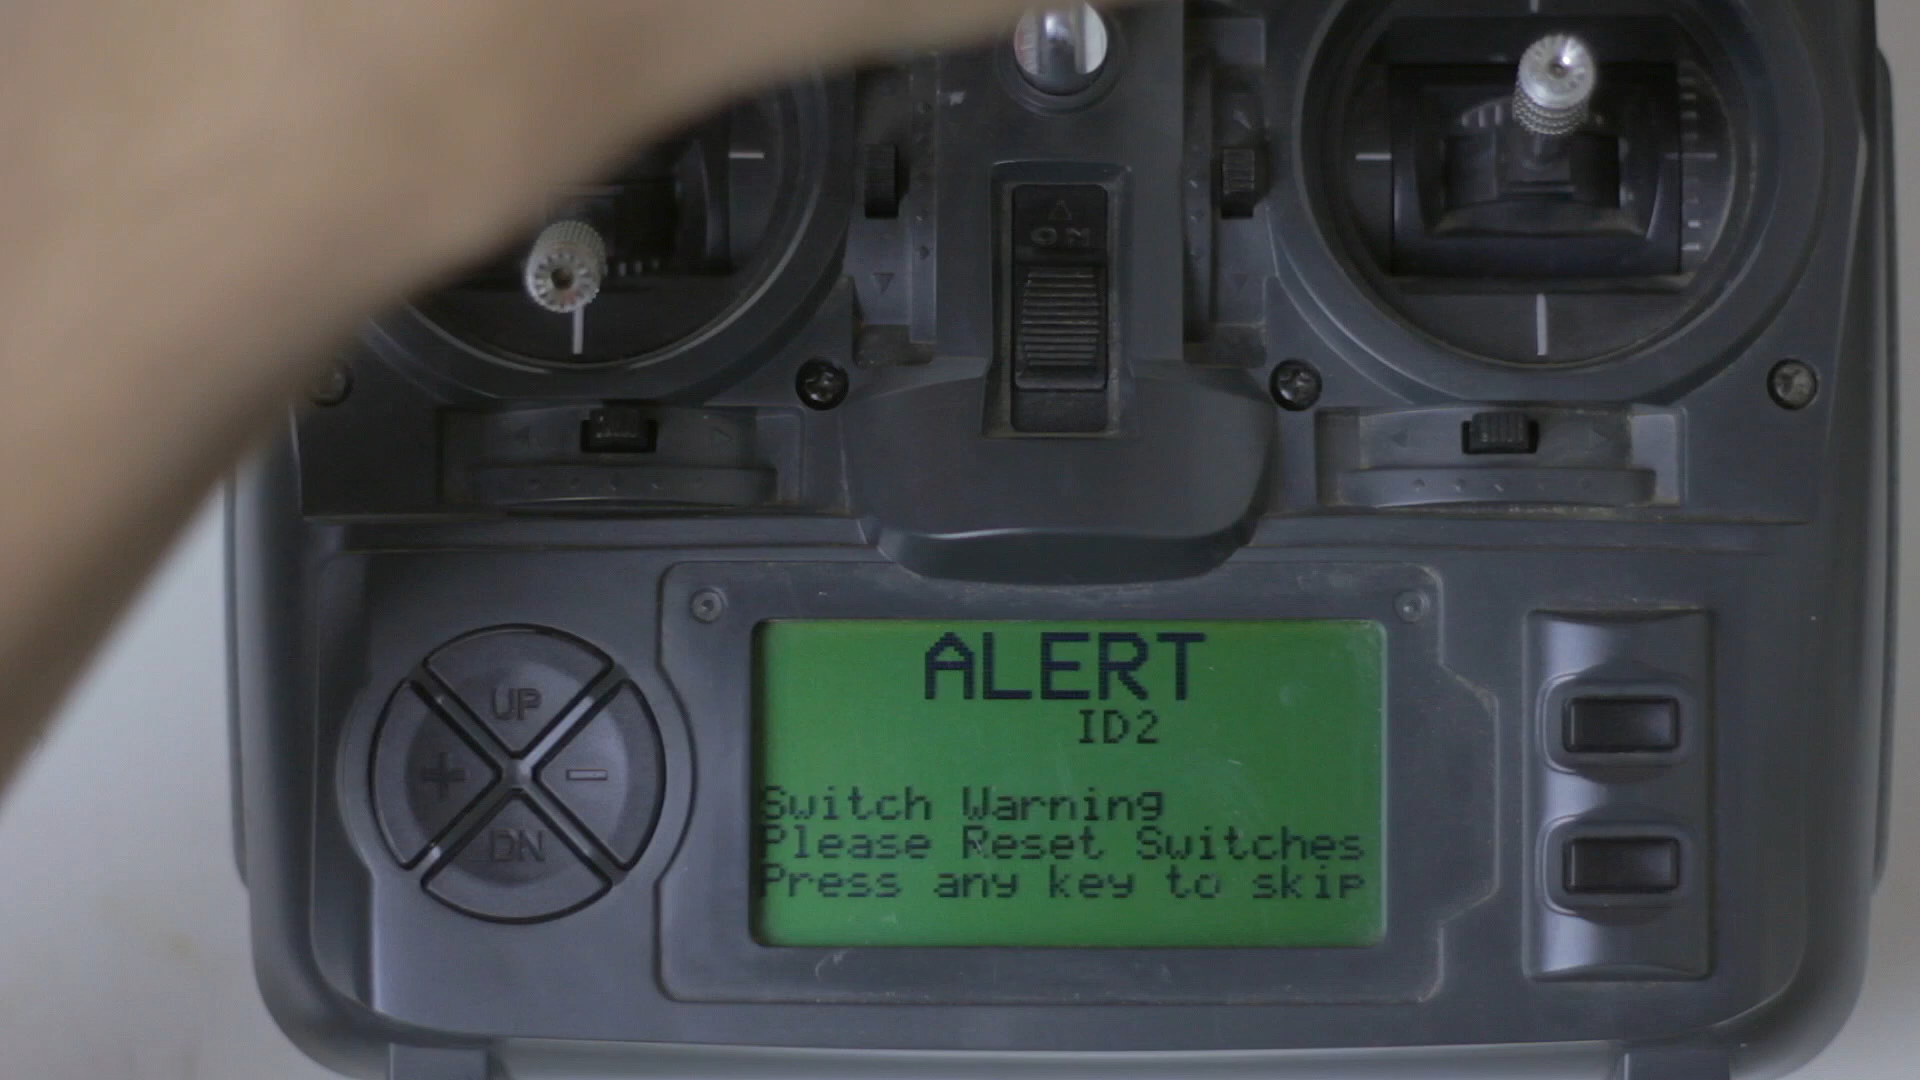 ON
ALERT
ID2
Switch Warning
Please Reset Switches
Press any key to skip
UP
+ -
DN